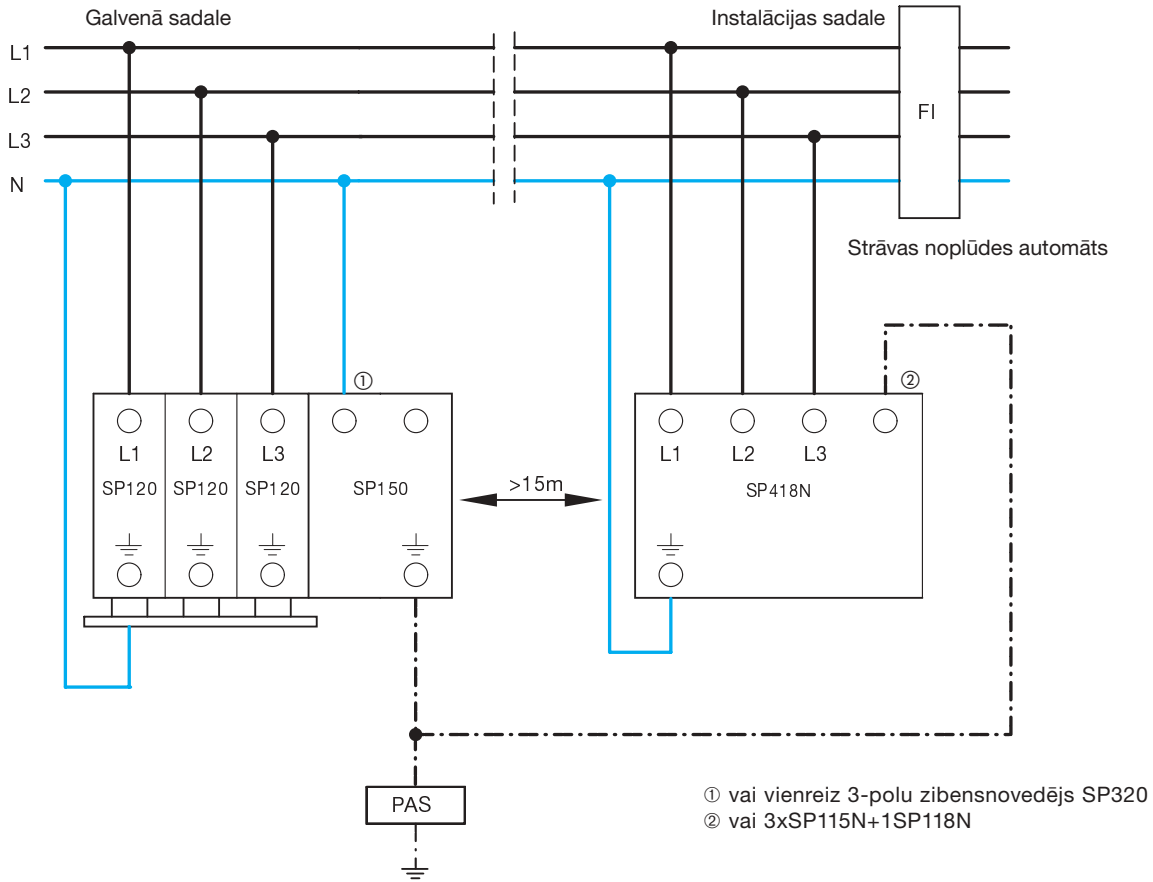 Galvenā sadale
Instalācijas sadale
L1
L2
L3
N
FI
Strāvas noplūdes automāts
①
②
L1 L2 L3
SP120 SP120 SP120 SP150
>15m
L1 L2 L3
SP418N
PAS
① vai vienreiz 3-polu zibensnovedējs SP320
② vai 3xSP115N+1SP118N